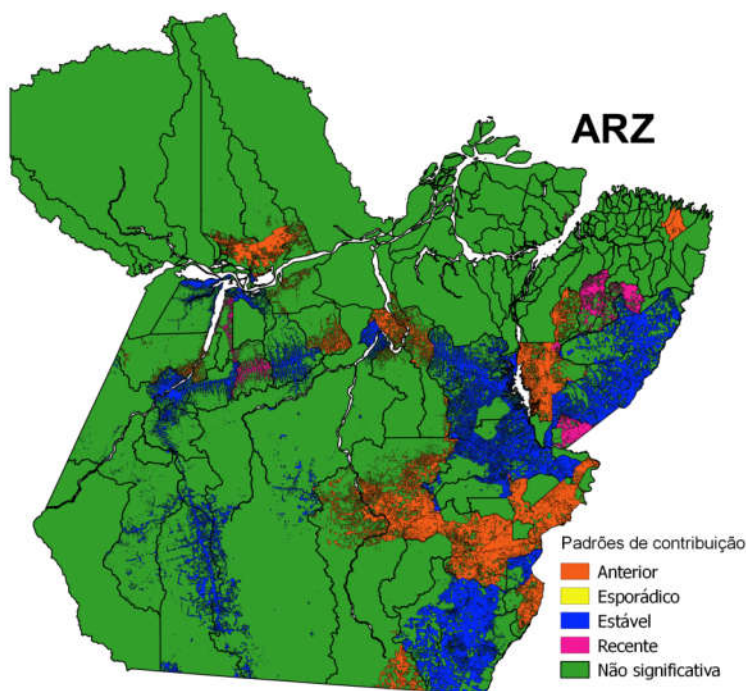 ARZ
Padrões de contribuição
Anterior
Esporádico
Estável
Recente
Não significativa